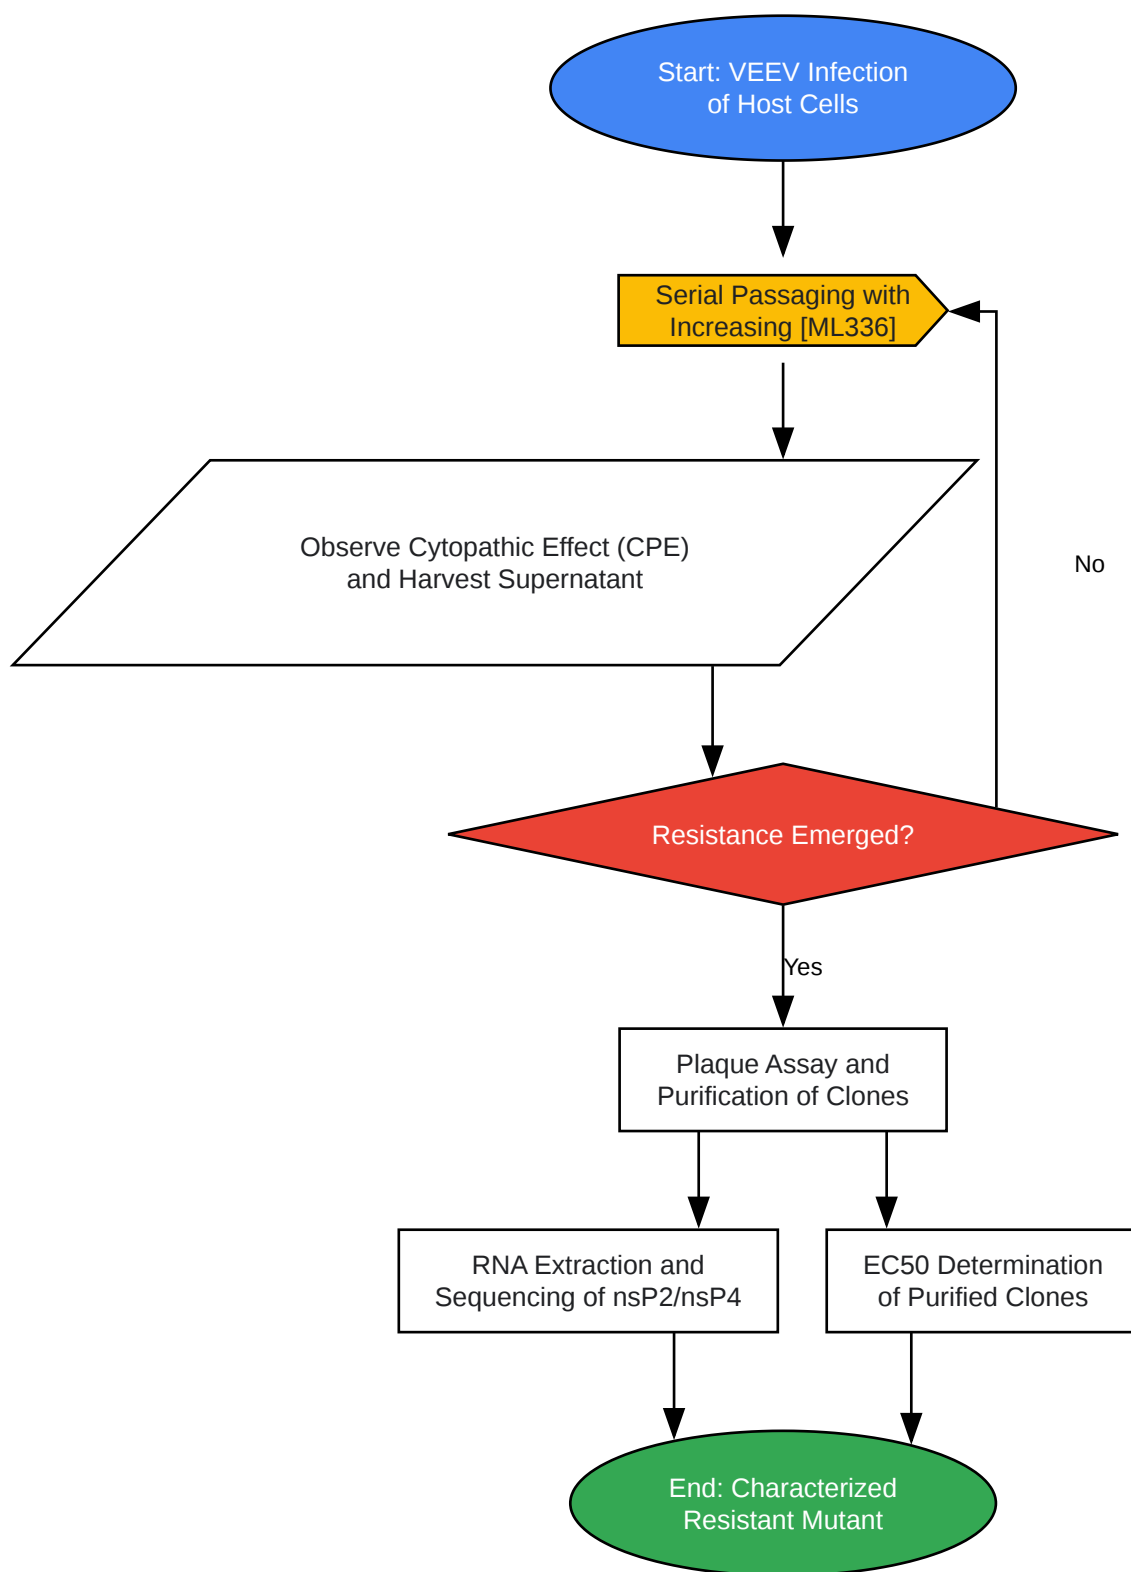 Start: VEEV Infection
of Host Cells
Serial Passaging with
Increasing [ML336]
Observe Cytopathic Effect (CPE)
and Harvest Supernatant
No
Resistance Emerged?
Yes
Plaque Assay and
Purification of Clones
RNA Extraction and
Sequencing of nsP2/nsP4
EC50 Determination
of Purified Clones
End: Characterized
Resistant Mutant